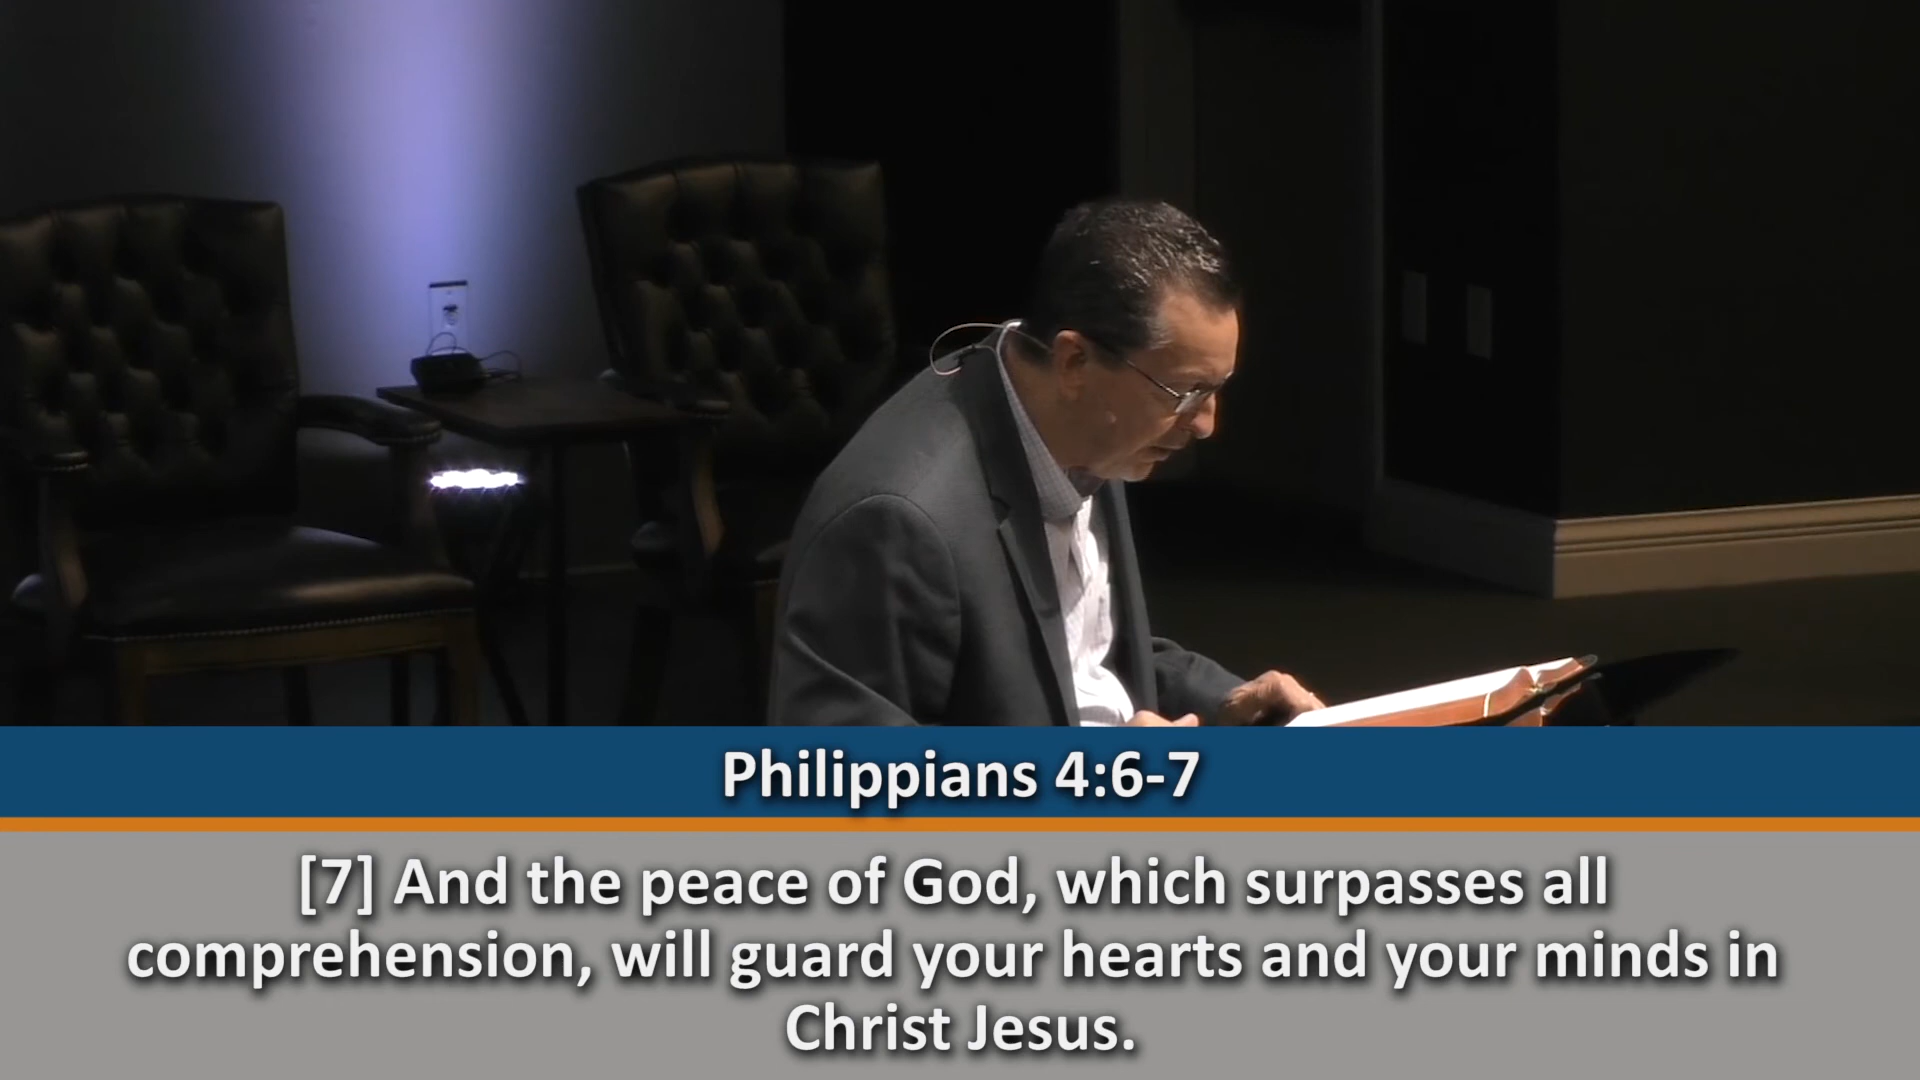 Philippians 4:6-7
[7] And the peace of God, which surpasses all
comprehension, will guard your hearts and your minds in
Christ Jesus.